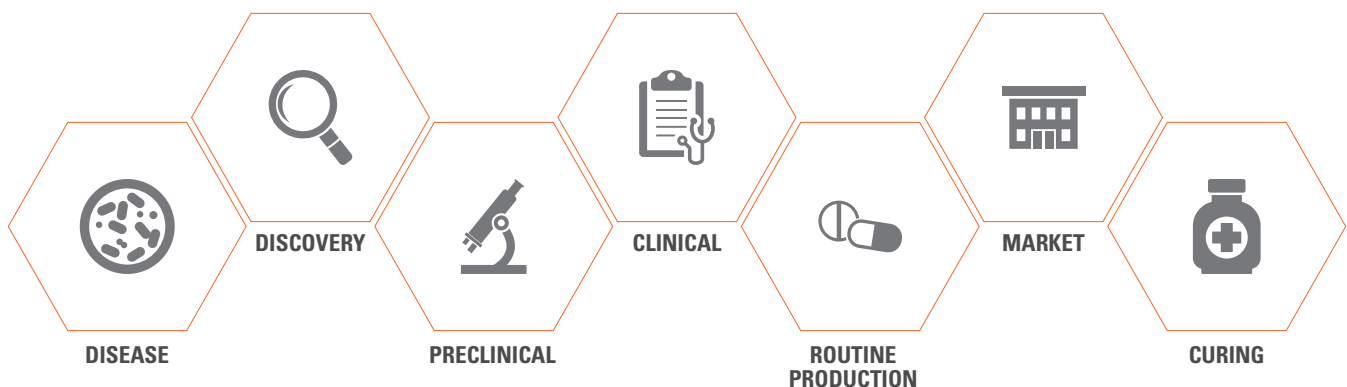 DISEASE
DISCOVERY
PRECLINICAL
CLINICAL
ROUTINE
PRODUCTION
MARKET
CURING